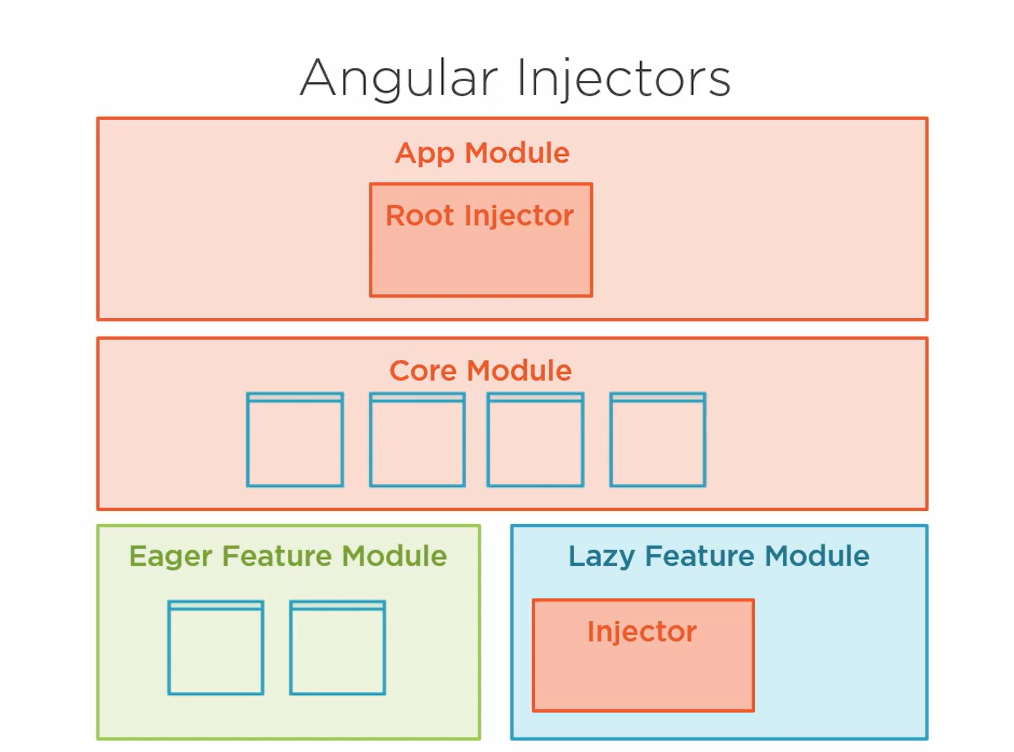 Angular Injectors
App Module
Root Injector
Core Module
Eager Feature Module
Lazy Feature Module
Injector